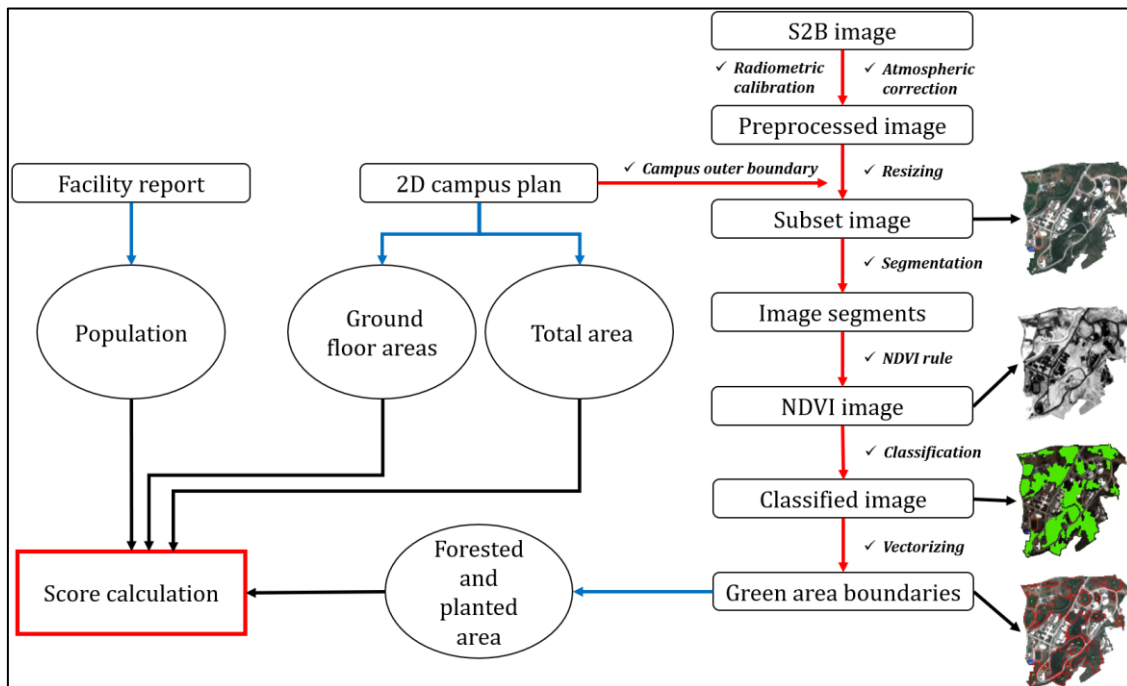 S2B image
✓ Radiometric
calibration
✓ Atmospheric
correction
Preprocessed image
Facility report
2D campus plan
✓ Campus outer boundary
✓ Resizing
Subset image
✓ Segmentation
Population
Ground
floor areas
Total area
Image segments
✓ NDVI rule
NDVI image
✓ Classification
Classified image
✓ Vectorizing
Score calculation
Forested
and
planted
area
Green area boundaries